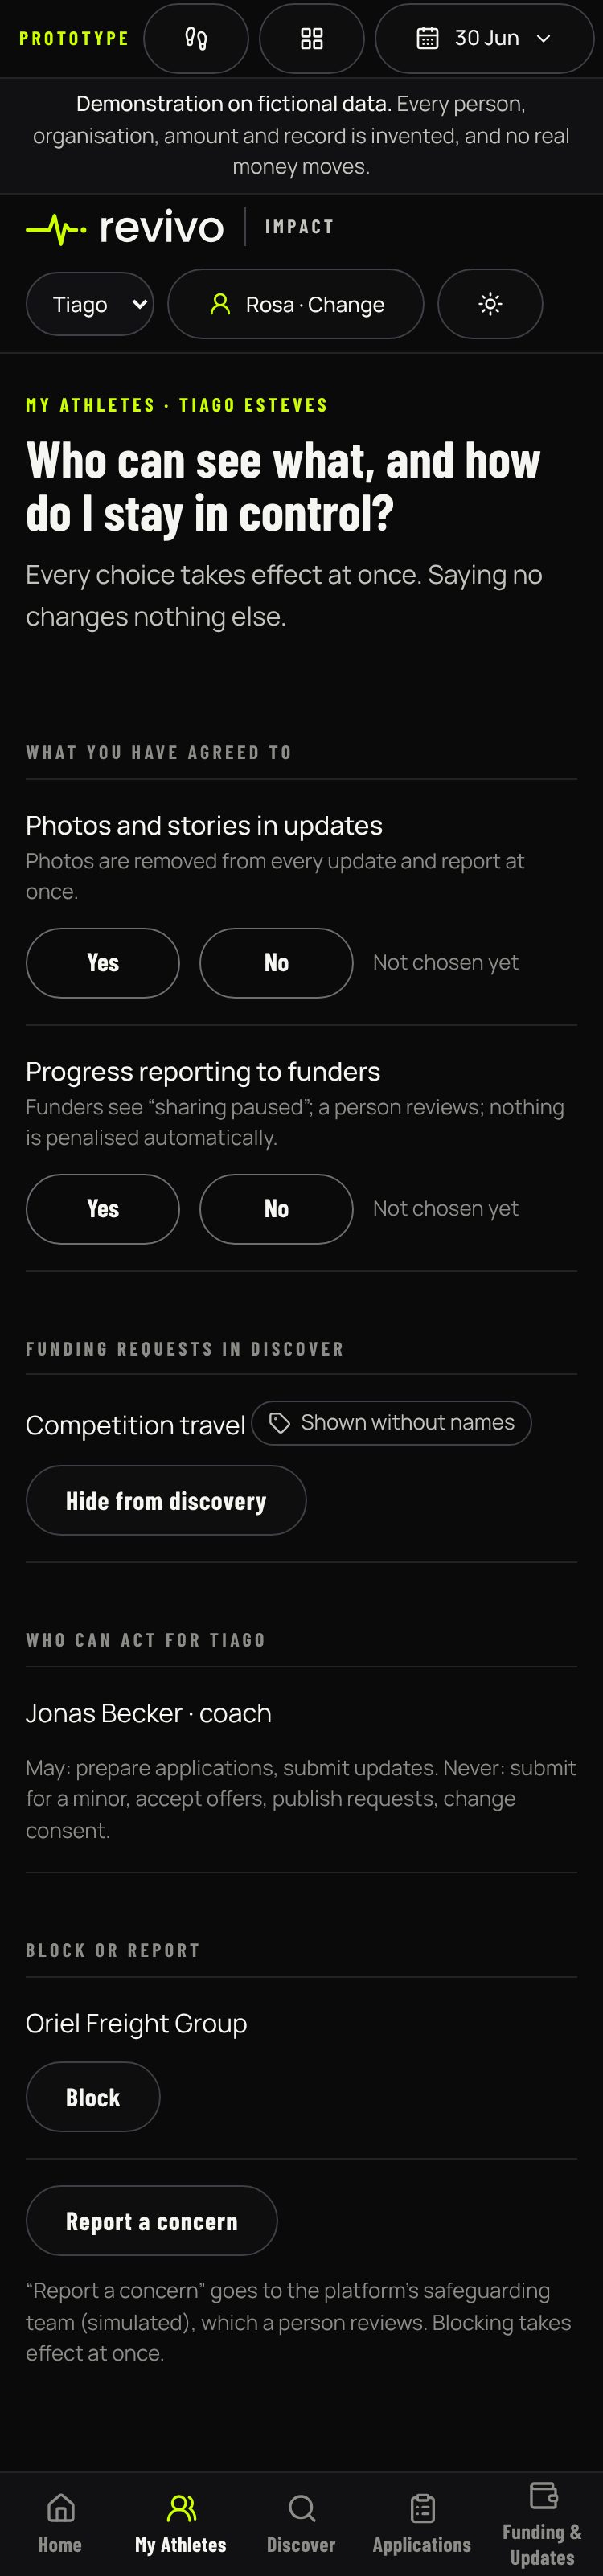 PROTOTYPE
30 Jun
Demonstration on fictional data. Every person,
organisation, amount and record is invented, and no real
money moves.
revivo
IMPACT
Tiago
Rosa · Change
MY ATHLETES · TIAGO ESTEVES
Who can see what, and how
do I stay in control?
Every choice takes effect at once. Saying no
changes nothing else.
WHAT YOU HAVE AGREED TO
Photos and stories in updates
Photos are removed from every update and report at
once.
Yes
No
Not chosen yet
Progress reporting to funders
Funders see “sharing paused”; a person reviews; nothing
is penalised automatically.
Yes
No
Not chosen yet
FUNDING REQUESTS IN DISCOVER
Competition travel
Shown without names
Hide from discovery
WHO CAN ACT FOR TIAGO
Jonas Becker · coach
May: prepare applications, submit updates. Never: submit
for a minor, accept offers, publish requests, change
consent.
BLOCK OR REPORT
Oriel Freight Group
Block
Report a concern
“Report a concern” goes to the platform’s safeguarding
team (simulated), which a person reviews. Blocking takes
effect at once.
Home
My Athletes
Discover
Applications
Funding &
Updates